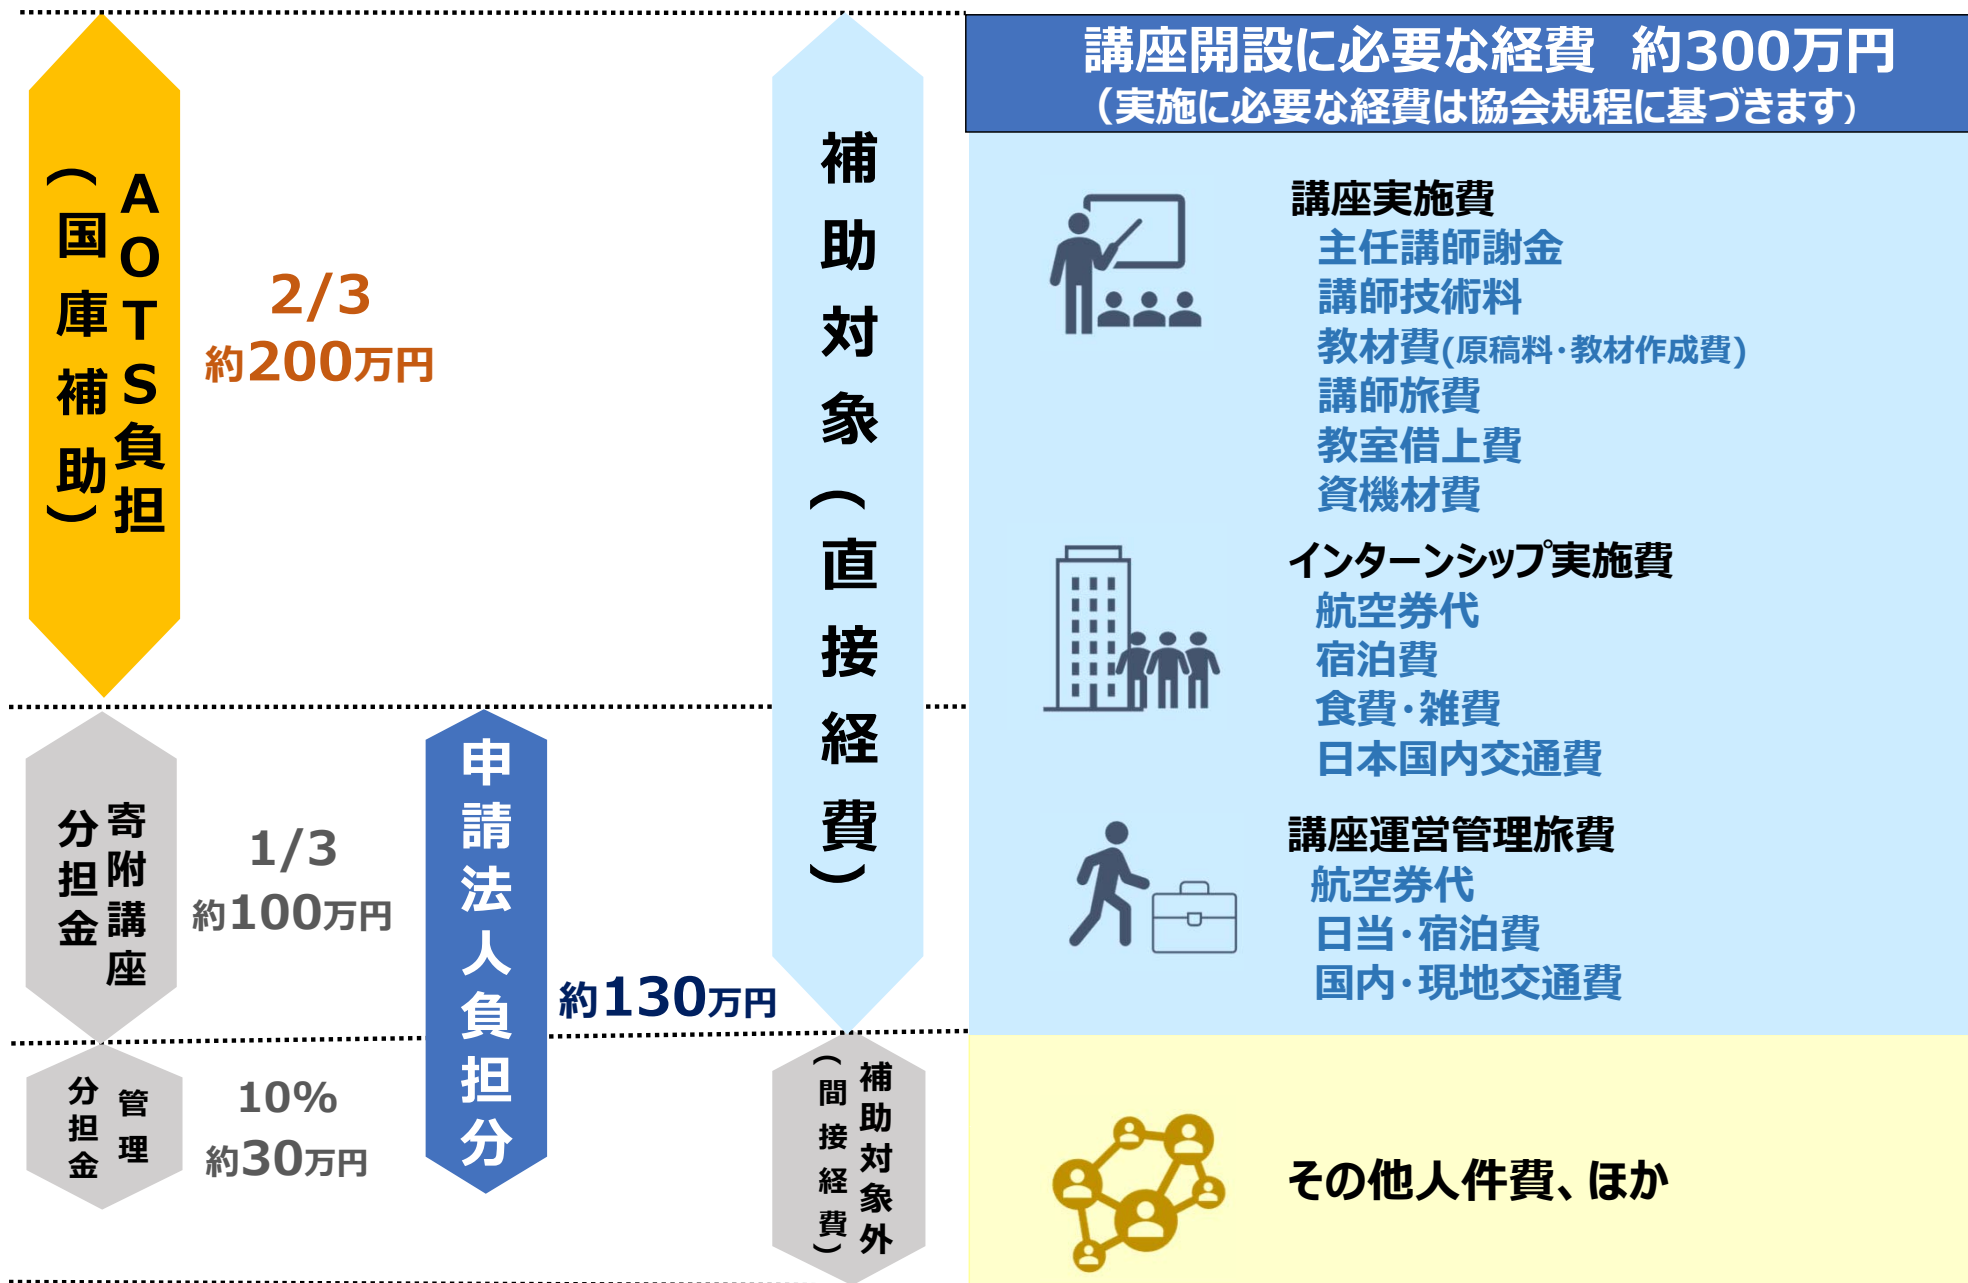 講座開設に必要な経費　約300万円
（実施に必要な経費は協会規程に基づきます）
AOTS負担
（国庫補助）
2/3
約200万円
補助対象（直接経費）
講座実施費
主任講師謝金
講師技術料
教材費(原稿料・教材作成費)
講師旅費
教室借上費
資機材費
インターンシップ実施費
航空券代
宿泊費
食費・雑費
日本国内交通費
寄附講座
分担金
1/3
約100万円
申請法人負担分
約130万円
講座運営管理旅費
航空券代
日当・宿泊費
国内・現地交通費
管理
分担金
10%
約30万円
補助対象外
（間接経費）
その他人件費、ほか